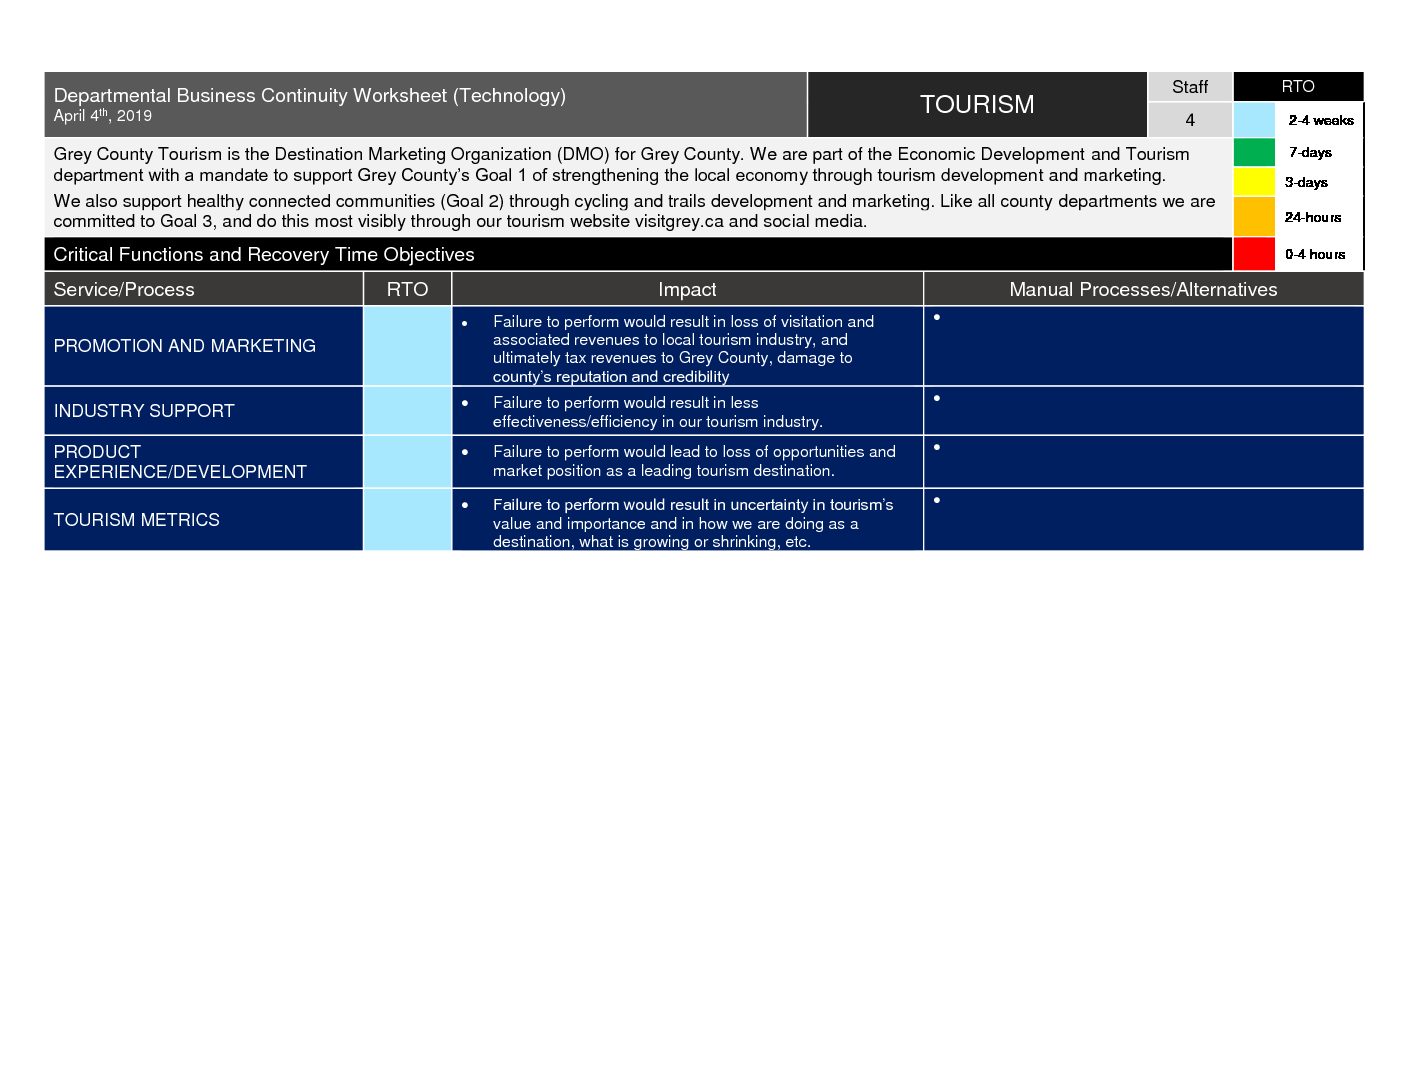 Departmental Business Continuity Worksheet (Technology)
April 4th, 2019
TOURISM
Staff
4
RTO
2-4 weeks
7-days
3-days
24-hours
0-4 hours
Grey County Tourism is the Destination Marketing Organization (DMO) for Grey County. We are part of the Economic Development and Tourism
department with a mandate to support Grey County's Goal 1 of strengthening the local economy through tourism development and marketing.
We also support healthy connected communities (Goal 2) through cycling and trails development and marketing. Like all county departments we are
committed to Goal 3, and do this most visibly through our tourism website visitgrey.ca and social media.
Critical Functions and Recovery Time Objectives
Service/Process
RTO
Impact
Manual Processes/Alternatives
PROMOTION AND MARKETING
• Failure to perform would result in loss of visitation and
associated revenues to local tourism industry, and
ultimately tax revenues to Grey County, damage to
county's reputation and credibility
•
INDUSTRY SUPPORT
• Failure to perform would result in less
effectiveness/efficiency in our tourism industry.
•
PRODUCT
EXPERIENCE/DEVELOPMENT
• Failure to perform would lead to loss of opportunities and
market position as a leading tourism destination.
•
TOURISM METRICS
• Failure to perform would result in uncertainty in tourism's
value and importance and in how we are doing as a
destination, what is growing or shrinking, etc.
•